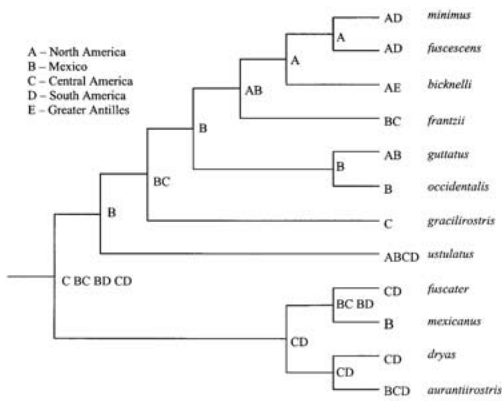 A – North America
B – Mexico
C – Central America
D – South America
E – Greater Antilles
AD minimus
A
AD fuscescens
A
AE bicknelli
AB
BC frantzii
B
AB guttatus
B
B occidentalis
BC
C gracilirostris
B
ABCD ustulatus
C BC BD CD
CD fuscater
BC BD
B mexicanus
CD
CD dryas
CD
BCD aurantiirostris